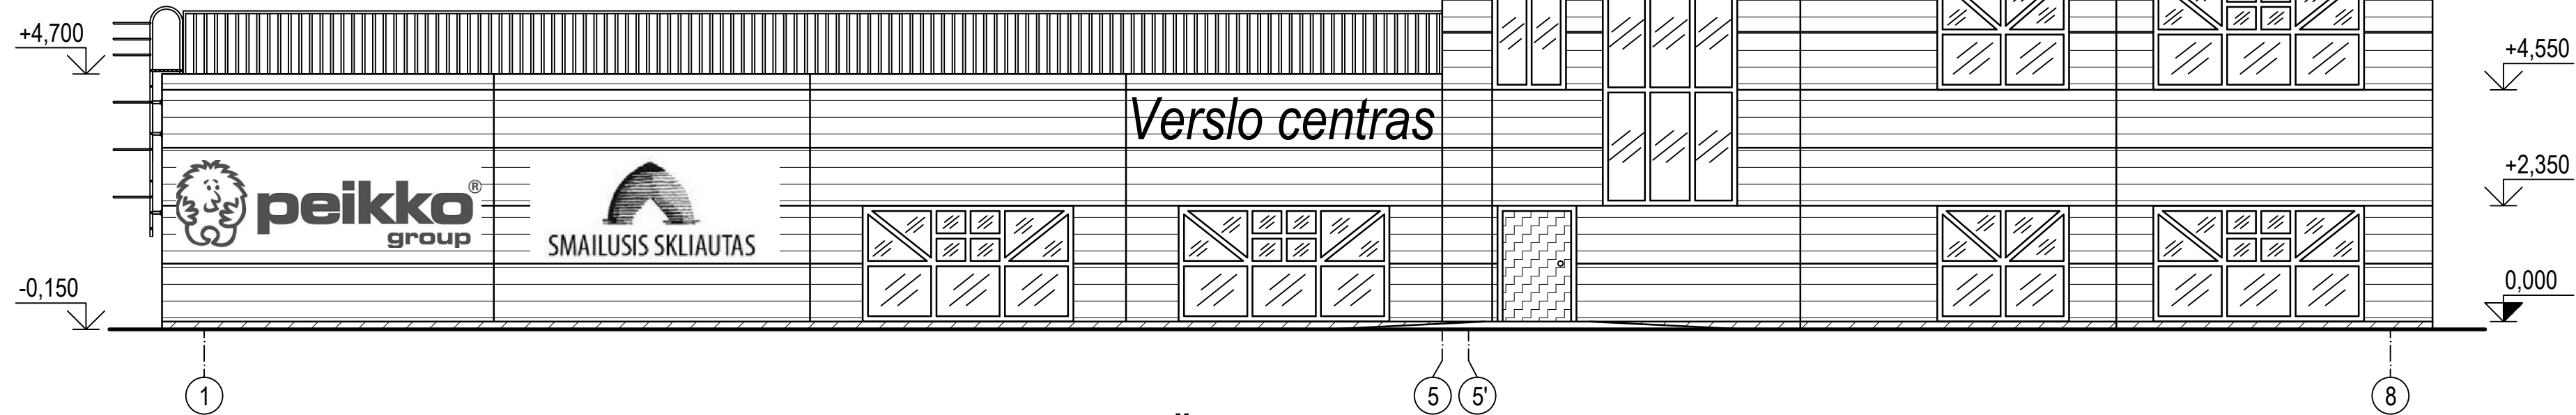 +4,700
+4,550
Verslo centras
+2,350
peikko®
group
SMAILUSIS SKLIAUTAS
-0,150
0,000
1
5
5'
8